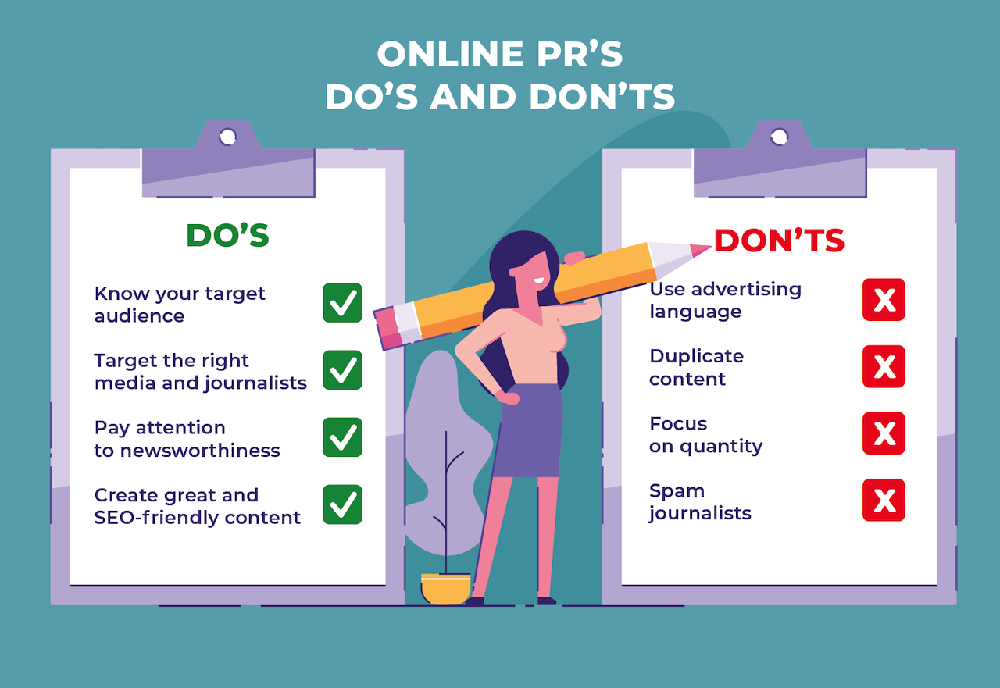 ONLINE PR’S
DO’S AND DON’TS
DO’S
Know your target
audience
Target the right
media and journalists
Pay attention
to newsworthiness
Create great and
SEO-friendly content
DON’TS
Use advertising
language
Duplicate
content
Focus
on quantity
Spam
journalists